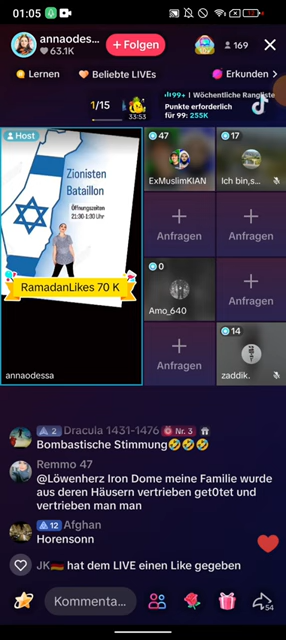 01:05
annaodes...
63.1K
+ Folgen
169
Lernen
Beliebte LIVEs
Erkunden
1/15
33:53
99+ | Wöchentliche Rangliste
Punkte erforderlich
für 99: 255K
Host
Zionisten
Bataillon
Öffnungszeiten
21:30-1:30 Uhr
RamadanLikes 70 K
annaodessa
47
ExMuslimKIAN
17
Ich bin,s...
Anfragen
Anfragen
0
Amo_640
Anfragen
Anfragen
14
zaddik.
2 Dracula 1431-1476 Nr. 3
Bombastische Stimmung🤣🤣🤣
Remmo 47
@Löwenherz Iron Dome meine Familie wurde
aus deren Häusern vertrieben get0tet und
vertrieben man man
12 Afghan
Horensonn
JK🇩🇪 hat dem LIVE einen Like gegeben
Kommenta...
54